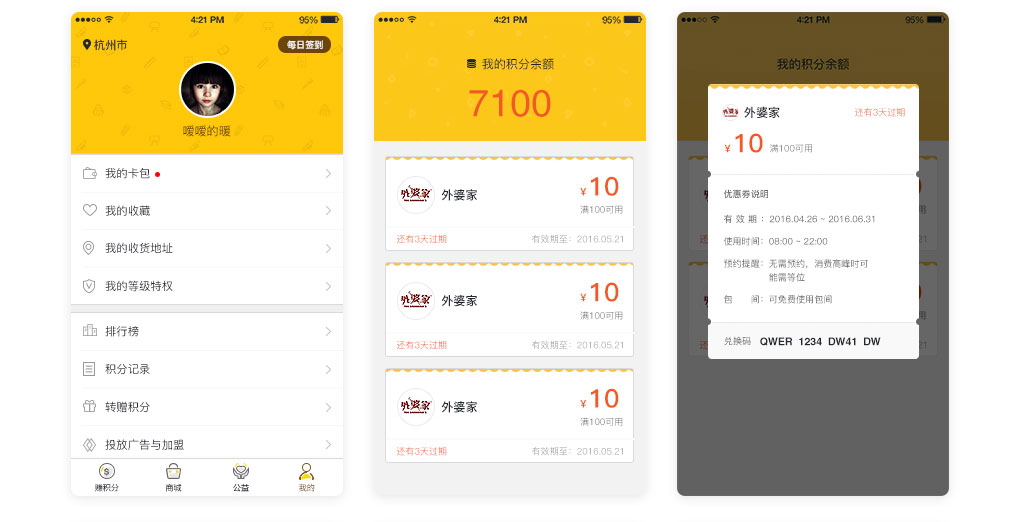 4:21 PM 95%
杭州市 每日签到
嗳嗳的暖
我的卡包
我的收藏
我的收货地址
我的等级特权
排行榜
积分记录
转赠积分
投放广告与加盟
赚积分 商城 公益 我的
4:21 PM 95%
我的积分余额
7100
外婆家 外婆家 ¥10
满100可用
还有3天过期 有效期至：2016.05.21
外婆家 外婆家 ¥10
满100可用
还有3天过期 有效期至：2016.05.21
外婆家 外婆家 ¥10
满100可用
还有3天过期 有效期至：2016.05.21
4:21 PM 95%
我的积分余额
外婆家 外婆家 还有3天过期
¥10 满100可用
优惠券说明
有 效 期 ：2016.04.26 ~ 2016.06.31
使用时间：08:00 ~ 22:00
预约提醒：无需预约，消费高峰时可
能需等位
包 间：可免费使用包间
兑换码 QWER 1234 DW41 DW